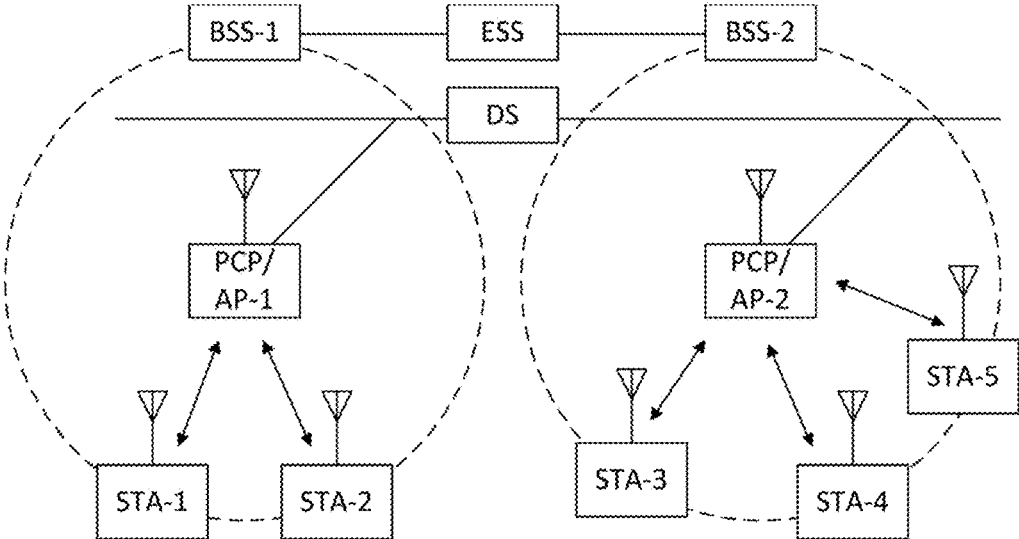 BSS-1
ESS
BSS-2
DS
PCP/
AP-1
PCP/
AP-2
STA-5
STA-3
STA-1
STA-2
STA-4